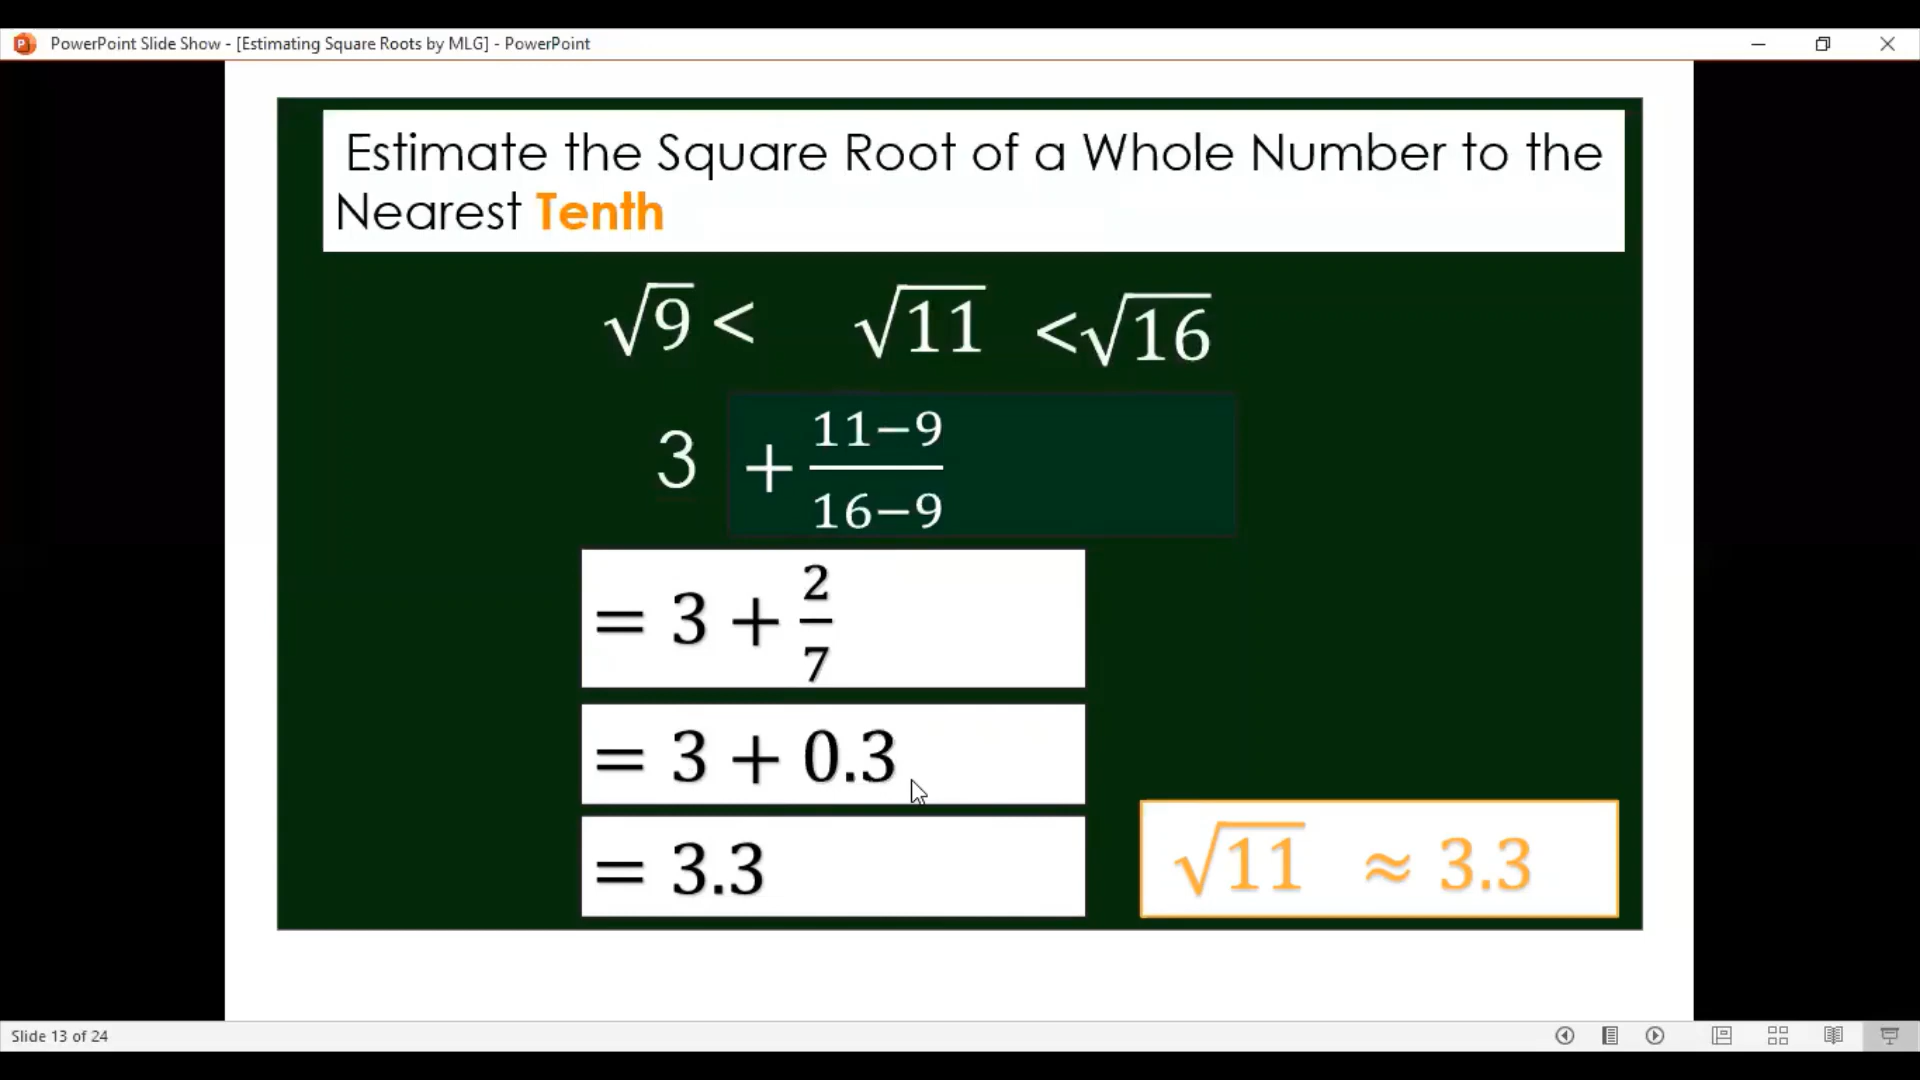 PowerPoint Slide Show - [Estimating Square Roots by MLG] - PowerPoint
Estimate the Square Root of a Whole Number to the
Nearest Tenth
√9 < √11 < √16
3 + (11−9)/(16−9)
= 3 + 2/7
= 3 + 0.3
= 3.3
√11 ≈ 3.3
Slide 13 of 24